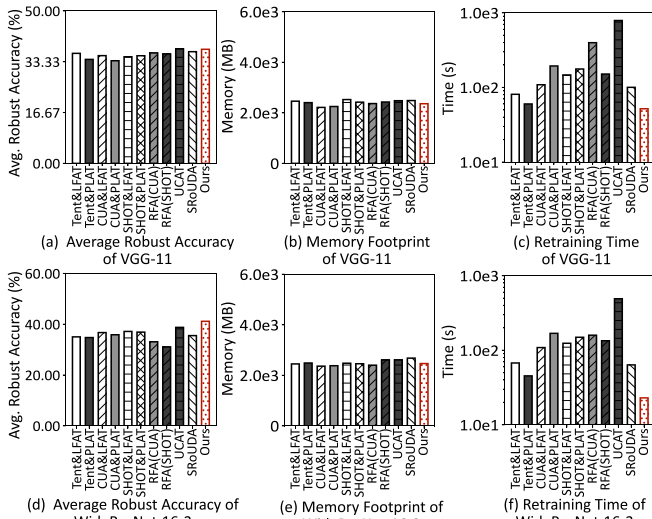 50.00
33.33
16.67
0.00
Avg. Robust Accuracy (%)
Tent&LFAT
Tent&PLAT
CUA&LFAT
CUA&PLAT
SHOT&LFAT
SHOT&PLAT
RFA(CUA)
RFA(SHOT)
UCAT
SRoUDA
Ours
(a) Average Robust Accuracy
of VGG-11
6.0e3
4.0e3
2.0e3
0
Memory (MB)
Tent&LFAT
Tent&PLAT
CUA&LFAT
CUA&PLAT
SHOT&LFAT
SHOT&PLAT
RFA(CUA)
RFA(SHOT)
UCAT
SRoUDA
Ours
(b) Memory Footprint
of VGG-11
1.0e3
1.0e2
1.0e1
Time (s)
Tent&LFAT
Tent&PLAT
CUA&LFAT
CUA&PLAT
SHOT&LFAT
SHOT&PLAT
RFA(CUA)
RFA(SHOT)
UCAT
SRoUDA
Ours
(c) Retraining Time
of VGG-11
60.00
40.00
20.00
0.00
Avg. Robust Accuracy (%)
Tent&LFAT
Tent&PLAT
CUA&LFAT
CUA&PLAT
SHOT&LFAT
SHOT&PLAT
RFA(CUA)
RFA(SHOT)
UCAT
SRoUDA
Ours
(d) Average Robust Accuracy of
6.0e3
4.0e3
2.0e3
0
Memory (MB)
Tent&LFAT
Tent&PLAT
CUA&LFAT
CUA&PLAT
SHOT&LFAT
SHOT&PLAT
RFA(CUA)
RFA(SHOT)
UCAT
SRoUDA
Ours
(e) Memory Footprint of
1.0e3
1.0e2
1.0e1
Time (s)
Tent&LFAT
Tent&PLAT
CUA&LFAT
CUA&PLAT
SHOT&LFAT
SHOT&PLAT
RFA(CUA)
RFA(SHOT)
UCAT
SRoUDA
Ours
(f) Retraining Time of